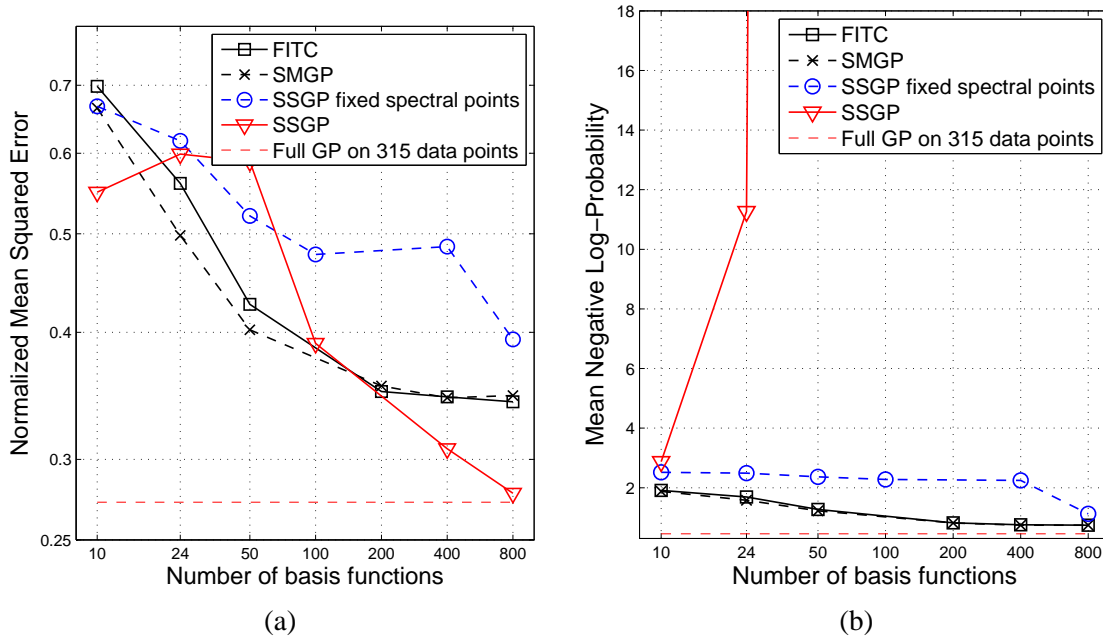 FITC
SMGP
SSGP fixed spectral points
SSGP
Full GP on 315 data points
Normalized Mean Squared Error
0.7
0.6
0.5
0.4
0.3
0.25
10 24 50 100 200 400 800
Number of basis functions
(a)
FITC
SMGP
SSGP fixed spectral points
SSGP
Full GP on 315 data points
Mean Negative Log−Probability
18
16
14
12
10
8
6
4
2
10 24 50 100 200 400 800
Number of basis functions
(b)